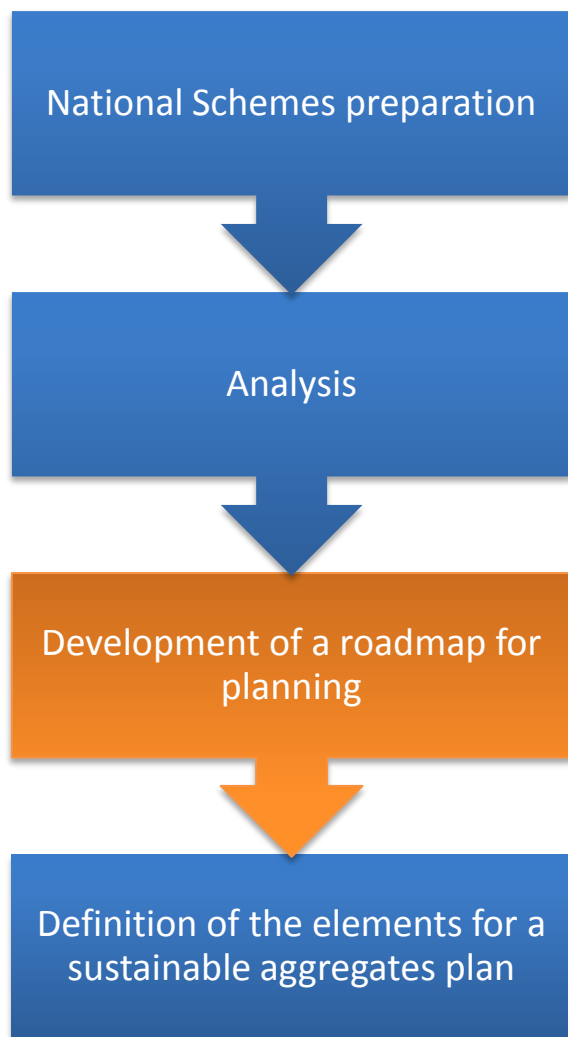 National Schemes preparation
Analysis
Development of a roadmap for
planning
Definition of the elements for a
sustainable aggregates plan